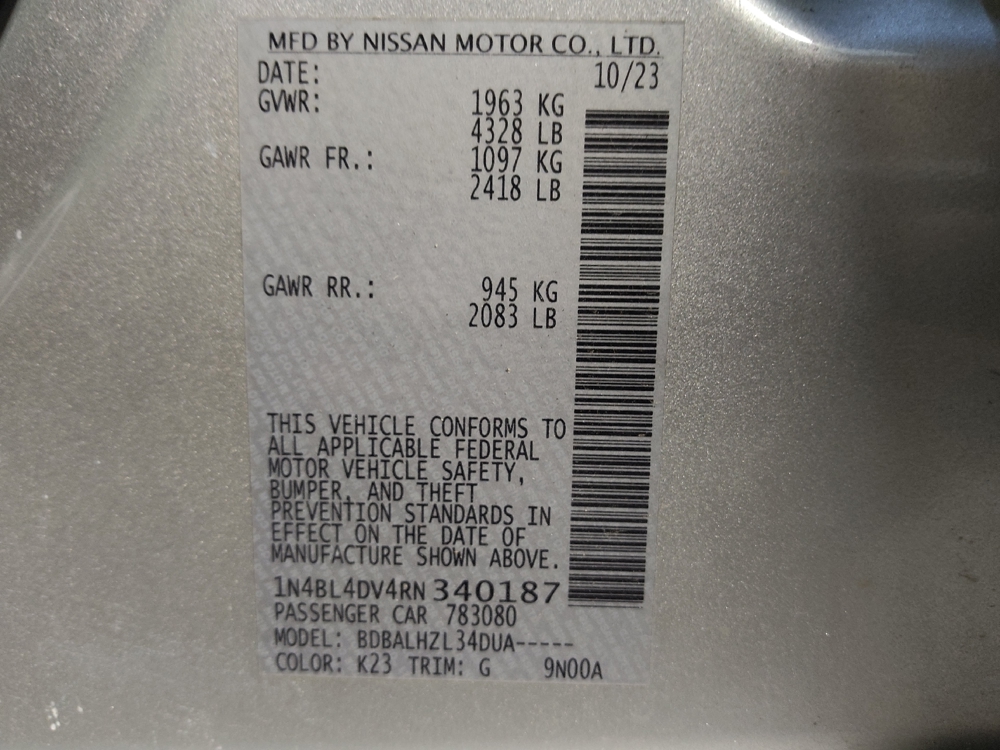 MFD BY NISSAN MOTOR CO., LTD.
DATE: 10/23
GVWR: 1963 KG
4328 LB
GAWR FR.: 1097 KG
2418 LB
GAWR RR.: 945 KG
2083 LB
THIS VEHICLE CONFORMS TO
ALL APPLICABLE FEDERAL
MOTOR VEHICLE SAFETY,
BUMPER, AND THEFT
PREVENTION STANDARDS IN
EFFECT ON THE DATE OF
MANUFACTURE SHOWN ABOVE.
1N4BL4DV4RN340187
PASSENGER CAR 783080
MODEL: BDBALHZL34DUA-----
COLOR: K23 TRIM: G 9N00A